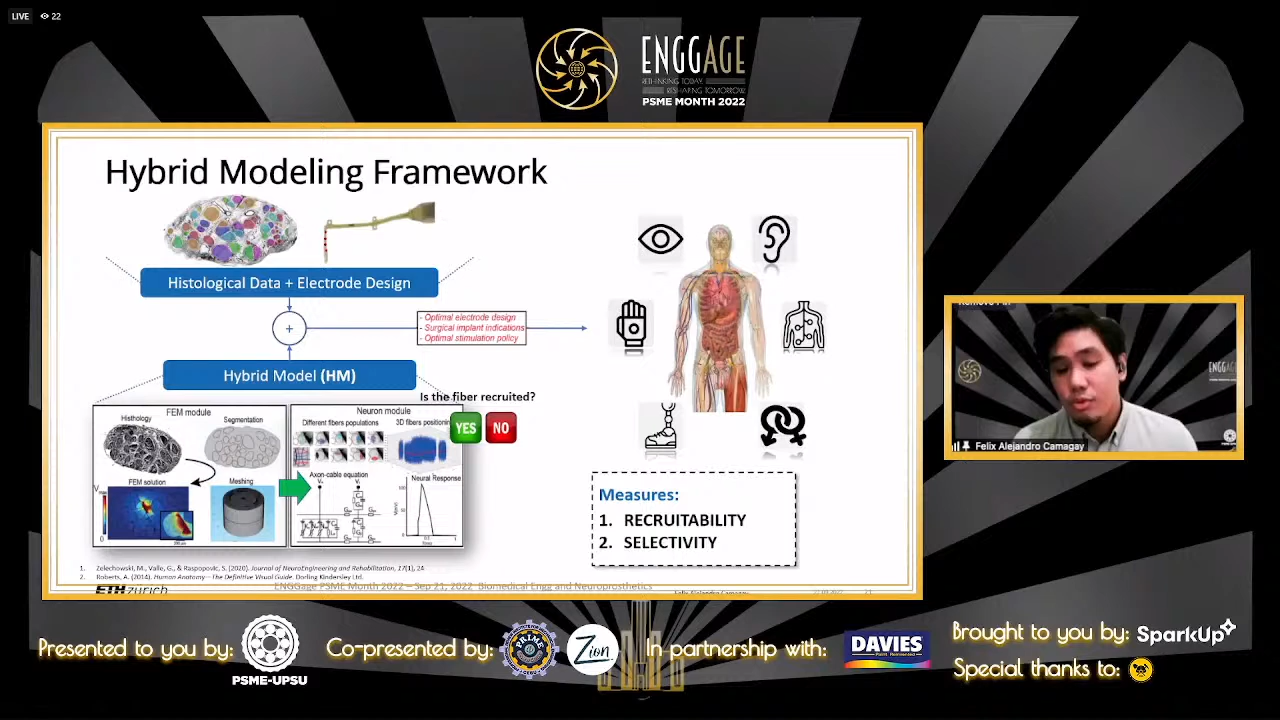 LIVE 22
ENGGAGE
RETHINKING TODAY,
RESHAPING TOMORROW
PSME MONTH 2022
Hybrid Modeling Framework
Histological Data + Electrode Design
+
- Optimal electrode design
- Surgical implant indications
- Optimal stimulation policy
Hybrid Model (HM)
Is the fiber recruited?
YES NO
FEM module
Histhology
Segmentation
FEM solution
Meshing
Neuron module
Different fibers populations
3D fibers positionin
Axon-cable equation
Neural Response
Measures:
1. RECRUITABILITY
2. SELECTIVITY
1. Zelechowski, M., Valle, G., & Raspopovic, S. (2020). Journal of NeuroEngineering and Rehabilitation, 17(1), 24
2. Roberts, A. (2014). Human Anatomy—The Definitive Visual Guide. Dorling Kindersley Ltd.
ETH zürich
ENGGage PSME Month 2022 – Sep 21, 2022 Biomedical Engg and Neuroprosthetics
Felix Alejandro Camagay
Felix Alejandro Camagay
Presented to you by:
PSME-UPSU
Co-presented by:
PRIME
Zion
In partnership with:
DAVIES
Brought to you by: SparkUp
Special thanks to: